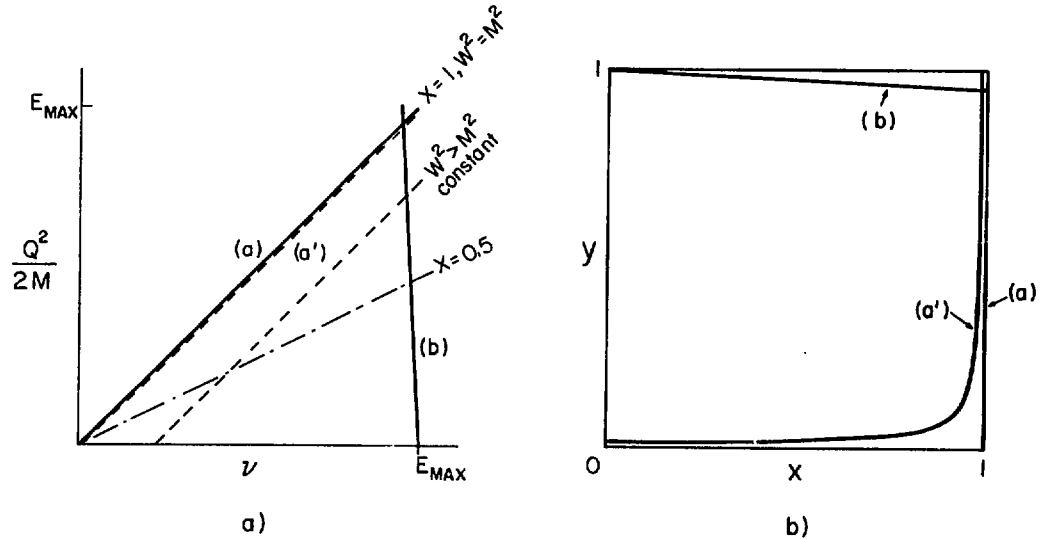 X = 1, W² = M²
E_MAX
W² > M²
constant
Q²
2M
(a)
(a')
X = 0.5
(b)
ν
E_MAX
a)
1
(b)
y
(a')
(a)
0
x
1
b)